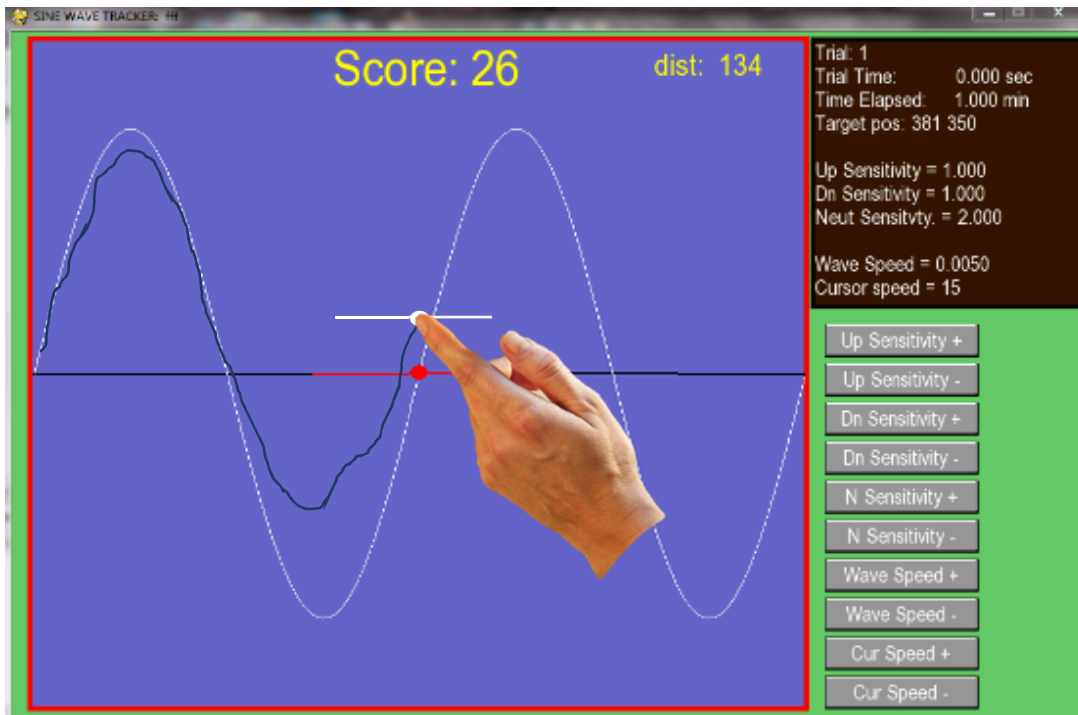 SINE WAVE TRACKER: fff
Score: 26
dist: 134
Trial: 1
Trial Time: 0.000 sec
Time Elapsed: 1.000 min
Target pos: 381 350
Up Sensitivity = 1.000
Dn Sensitivity = 1.000
Neut Sensitvty. = 2.000
Wave Speed = 0.0050
Cursor speed = 15
Up Sensitivity +
Up Sensitivity -
Dn Sensitivity +
Dn Sensitivity -
N Sensitivity +
N Sensitivity -
Wave Speed +
Wave Speed -
Cur Speed +
Cur Speed -